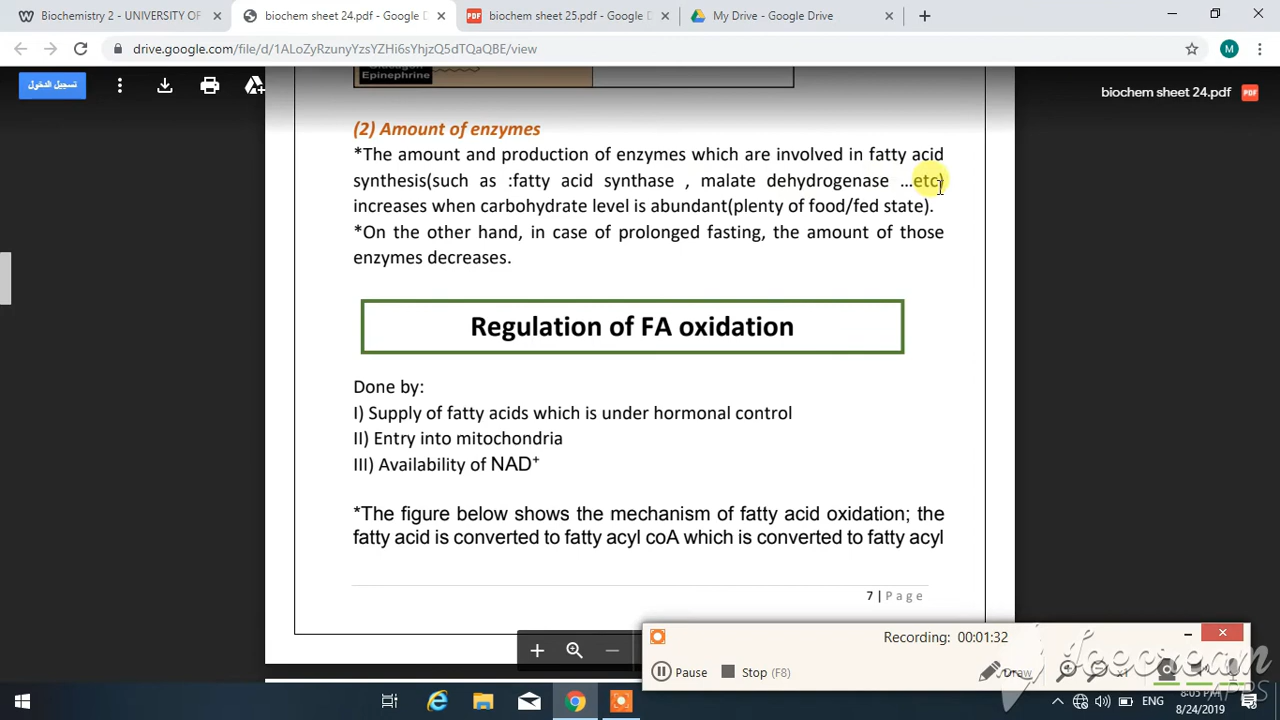 Biochemistry 2 - UNIVERSITY OF
biochem sheet 24.pdf - Google D
biochem sheet 25.pdf - Google D
My Drive - Google Drive
drive.google.com/file/d/1ALoZyRzunyYzsYZHi6sYhjzQ5dTQaQBE/view
M
تسجيل الدخول
biochem sheet 24.pdf
PDF
Epinephrine
(2) Amount of enzymes
*The amount and production of enzymes which are involved in fatty acid
synthesis(such as :fatty acid synthase , malate dehydrogenase ...etc)
increases when carbohydrate level is abundant(plenty of food/fed state).
*On the other hand, in case of prolonged fasting, the amount of those
enzymes decreases.
Regulation of FA oxidation
Done by:
I) Supply of fatty acids which is under hormonal control
II) Entry into mitochondria
III) Availability of NAD⁺
*The figure below shows the mechanism of fatty acid oxidation; the
fatty acid is converted to fatty acyl coA which is converted to fatty acyl
7 | Page
Recording: 00:01:32
Pause
Stop (F8)
Draw
x1
Icecream
APPS
ENG
8:05 PM
8/24/2019